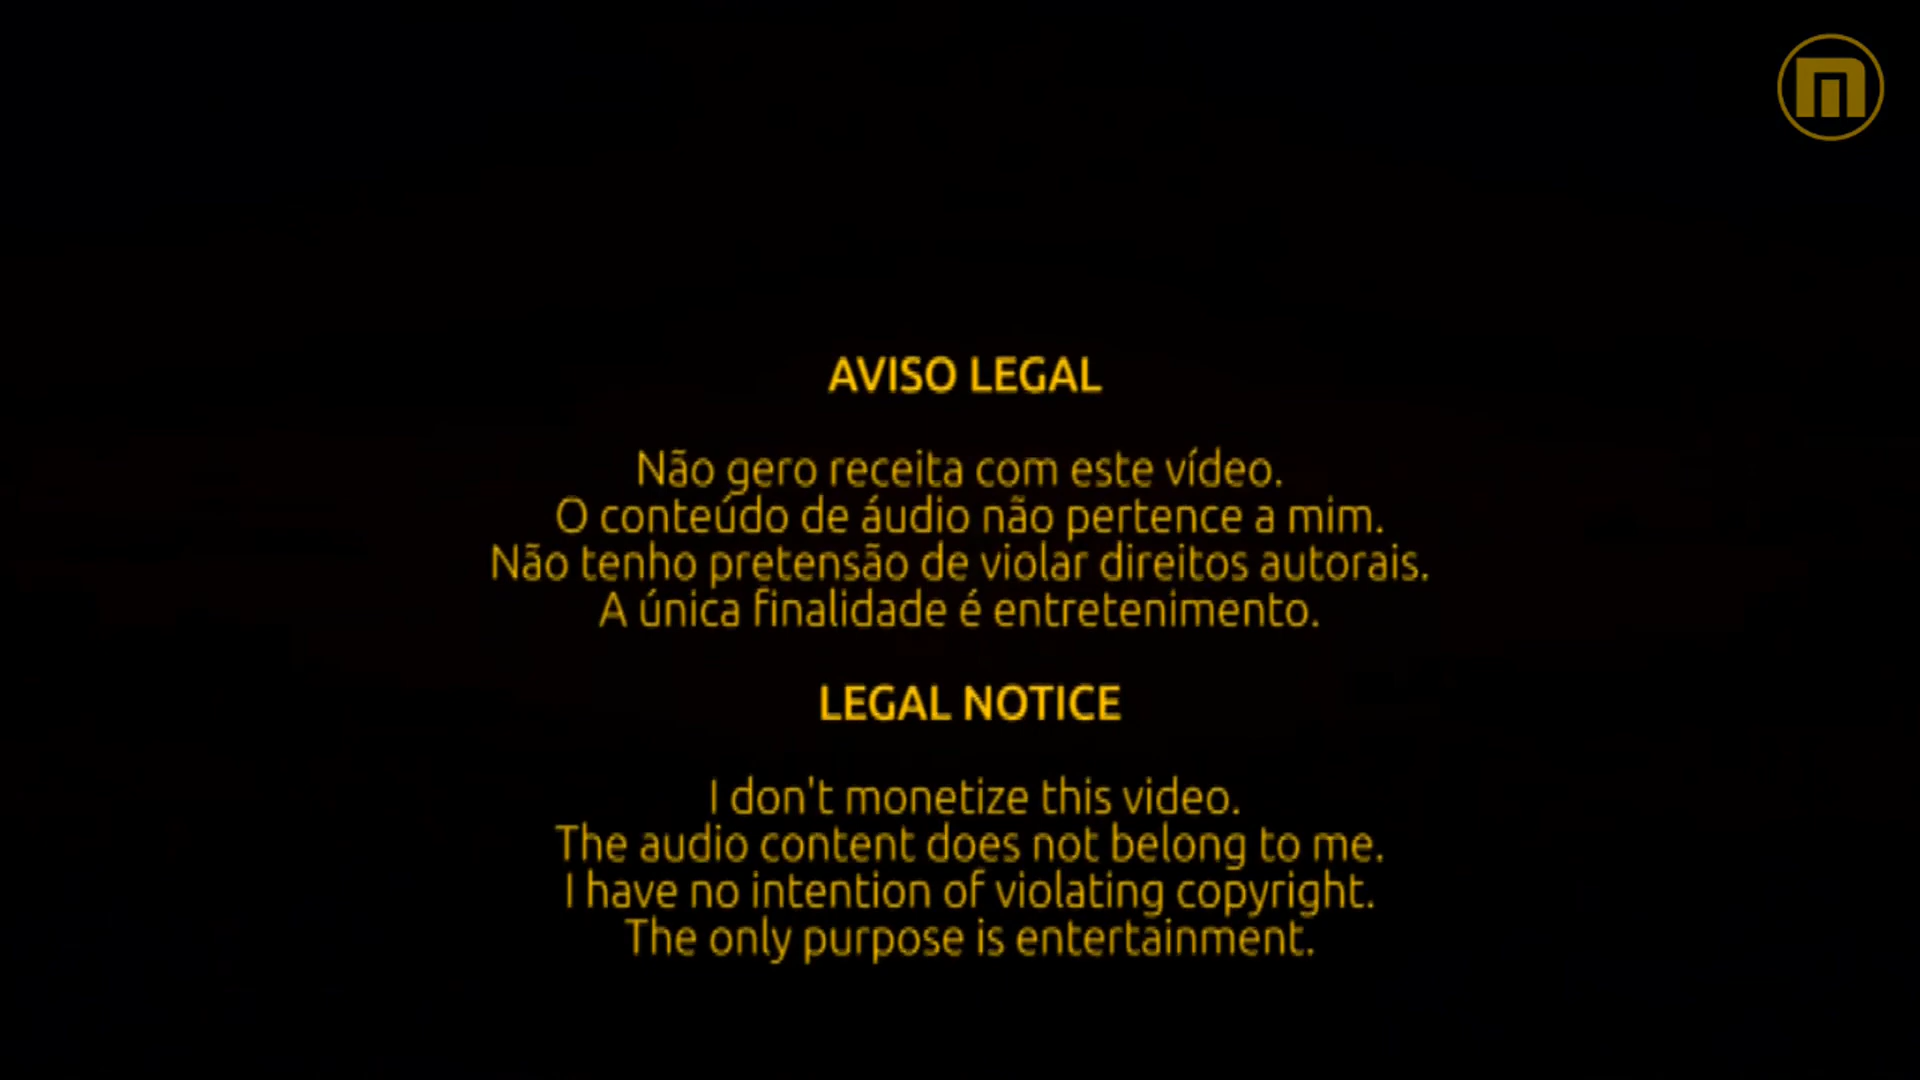 AVISO LEGAL
Não gero receita com este vídeo.
O conteúdo de áudio não pertence a mim.
Não tenho pretensão de violar direitos autorais.
A única finalidade é entretenimento.
LEGAL NOTICE
I don't monetize this video.
The audio content does not belong to me.
I have no intention of violating copyright.
The only purpose is entertainment.